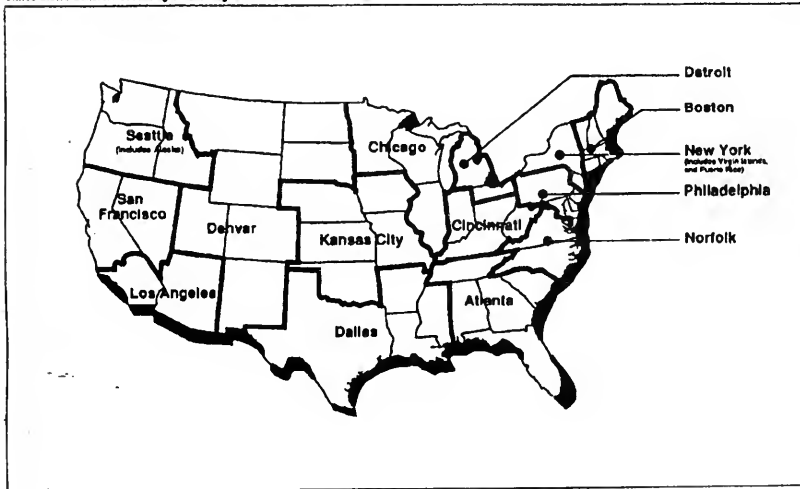 Detroit
Boston
New York
(Includes Virgin Islands,
and Puerto Rico)
Philadelphia
Norfolk
Seattle
(Includes Alaska)
Chicago
San
Francisco
Denver
Kansas City
Cincinnati
Los Angeles
Dallas
Atlanta